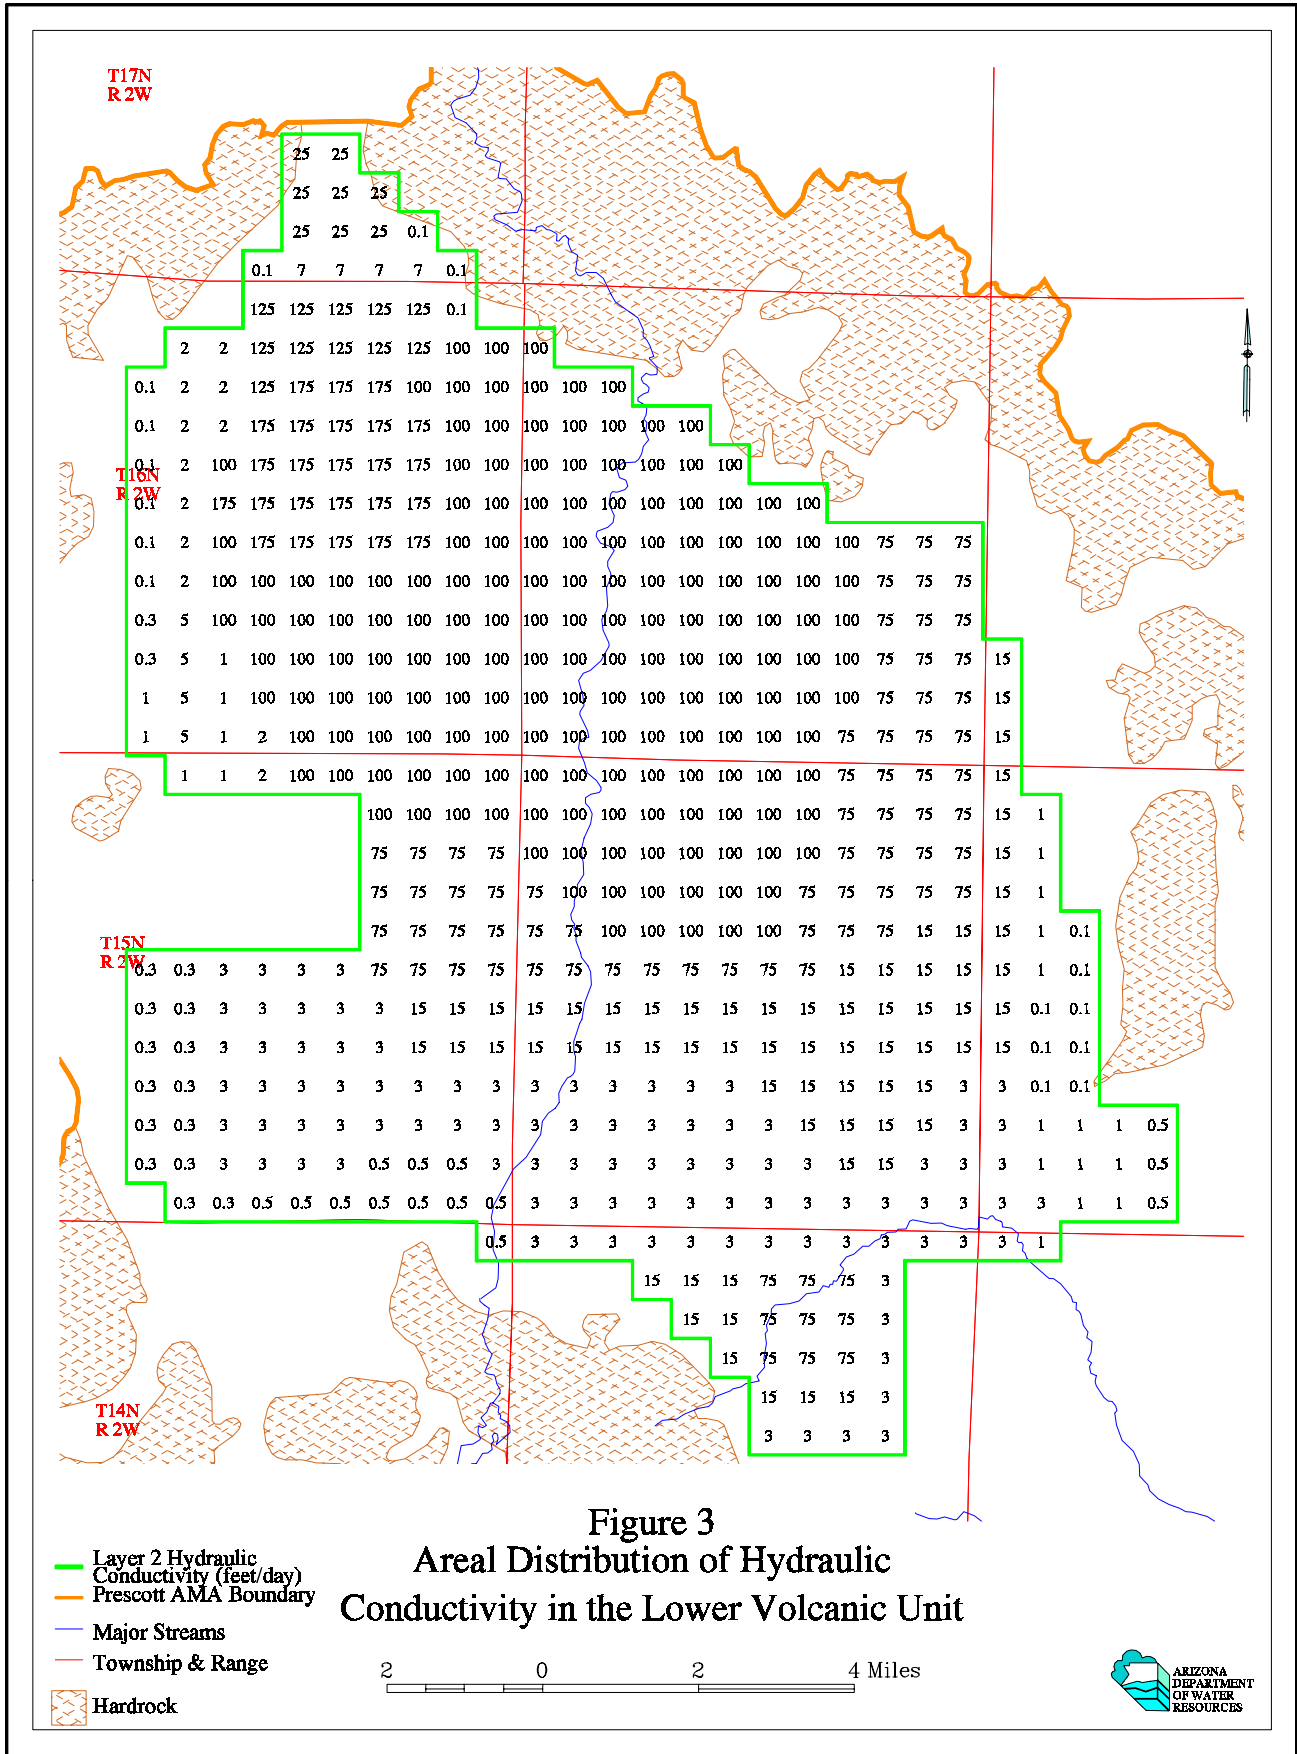 T17N
R 2W
25 25
25 25 25
25 25 25 0.1
0.1 7 7 7 7 0.1
125 125 125 125 125 0.1
2 2 125 125 125 125 125 100 100 100
0.1 2 2 125 175 175 175 100 100 100 100 100 100
0.1 2 2 175 175 175 175 175 100 100 100 100 100 100 100
0.1 2 100 175 175 175 175 175 100 100 100 100 100 100 100 100
T16N
R 2W
0.1 2 175 175 175 175 175 175 100 100 100 100 100 100 100 100 100 100
0.1 2 100 175 175 175 175 175 100 100 100 100 100 100 100 100 100 100 100 75 75 75
0.1 2 100 100 100 100 100 100 100 100 100 100 100 100 100 100 100 100 100 75 75 75
0.3 5 100 100 100 100 100 100 100 100 100 100 100 100 100 100 100 100 100 75 75 75
0.3 5 1 100 100 100 100 100 100 100 100 100 100 100 100 100 100 100 100 75 75 75 15
1 5 1 100 100 100 100 100 100 100 100 100 100 100 100 100 100 100 100 75 75 75 15
1 5 1 2 100 100 100 100 100 100 100 100 100 100 100 100 100 100 75 75 75 75 15
1 1 2 100 100 100 100 100 100 100 100 100 100 100 100 100 100 75 75 75 75 15
100 100 100 100 100 100 100 100 100 100 100 100 75 75 75 75 15 1
75 75 75 75 100 100 100 100 100 100 100 100 75 75 75 75 15 1
75 75 75 75 75 100 100 100 100 100 100 75 75 75 75 75 15 1
75 75 75 75 75 75 100 100 100 100 100 75 75 75 15 15 15 1 0.1
T15N
R 2W
0.3 0.3 3 3 3 3 75 75 75 75 75 75 75 75 75 75 75 75 15 15 15 15 15 1 0.1
0.3 0.3 3 3 3 3 3 15 15 15 15 15 15 15 15 15 15 15 15 15 15 15 15 0.1 0.1
0.3 0.3 3 3 3 3 3 15 15 15 15 15 15 15 15 15 15 15 15 15 15 15 15 0.1 0.1
0.3 0.3 3 3 3 3 3 3 3 3 3 3 3 3 3 3 15 15 15 15 15 3 3 0.1 0.1
0.3 0.3 3 3 3 3 3 3 3 3 3 3 3 3 3 3 3 15 15 15 15 3 3 1 1 1 0.5
0.3 0.3 3 3 3 3 0.5 0.5 0.5 3 3 3 3 3 3 3 3 3 15 15 3 3 3 1 1 1 0.5
0.3 0.3 0.5 0.5 0.5 0.5 0.5 0.5 0.5 3 3 3 3 3 3 3 3 3 3 3 3 3 3 1 1 0.5
0.5 3 3 3 3 3 3 3 3 3 3 3 3 3 1
15 15 15 75 75 75 3
15 15 75 75 75 3
15 75 75 75 3
15 15 15 3
T14N
R 2W
3 3 3 3
Figure 3
Areal Distribution of Hydraulic
Conductivity in the Lower Volcanic Unit
Layer 2 Hydraulic
Conductivity (feet/day)
Prescott AMA Boundary
Major Streams
Township & Range
Hardrock
2 0 2 4 Miles
ARIZONA
DEPARTMENT
OF WATER
RESOURCES